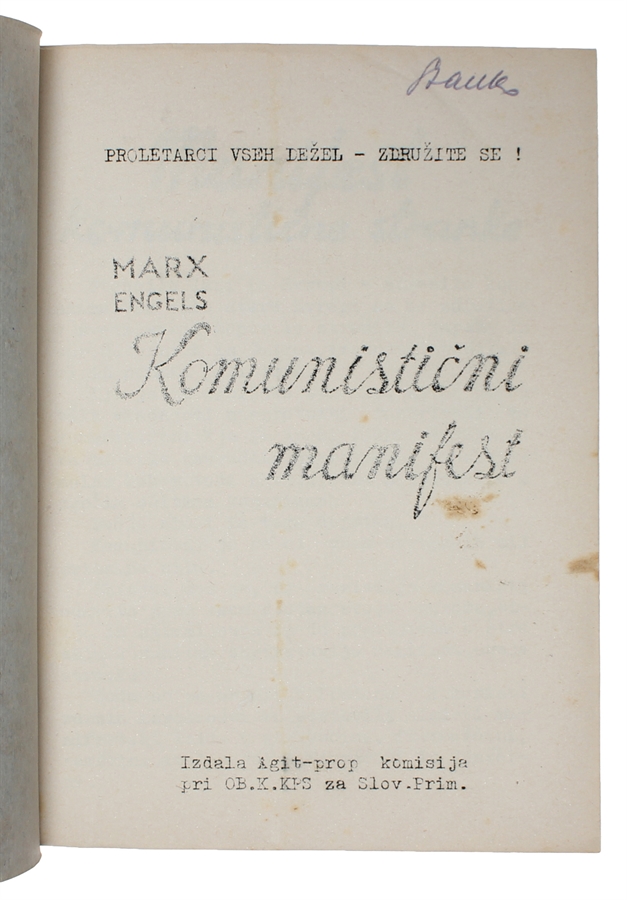 PROLETARCI VSEH DEŽEL - ZDRUŽITE SE !
MARX
ENGELS
Komunistični
manifest
Izdala Agit-prop komisija
pri OB.K.KPS za Slov.Prim.